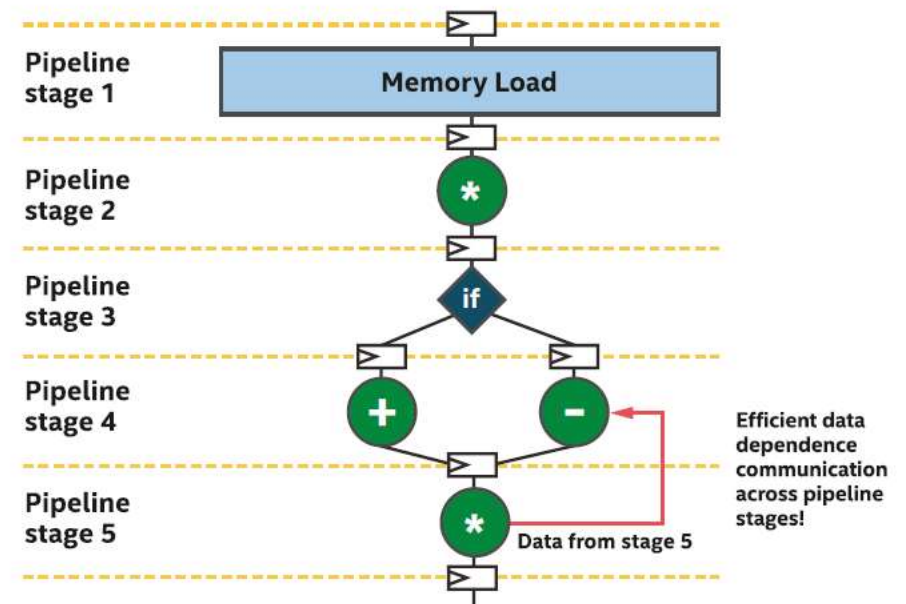 Pipeline
stage 1
Memory Load
Pipeline
stage 2
*
Pipeline
stage 3
if
Pipeline
stage 4
+
-
Efficient data
dependence
communication
across pipeline
stages!
Pipeline
stage 5
*
Data from stage 5